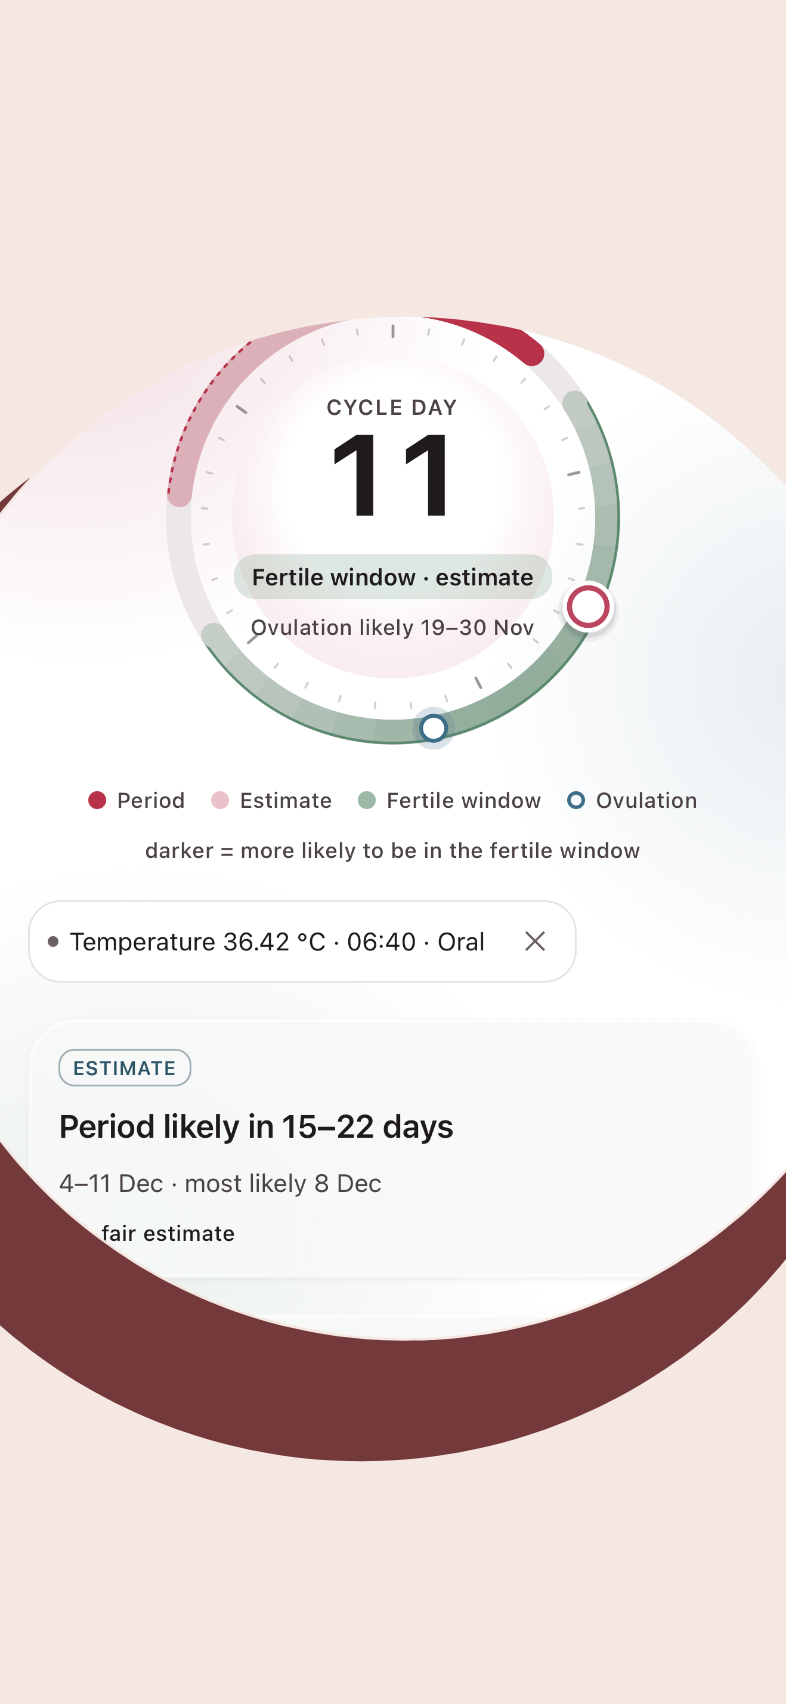 CYCLE DAY
11
Fertile window · estimate
Ovulation likely 19–30 Nov
Period
Estimate
Fertile window
Ovulation
darker = more likely to be in the fertile window
Temperature 36.42 °C · 06:40 · Oral
ESTIMATE
Period likely in 15–22 days
4–11 Dec · most likely 8 Dec
fair estimate